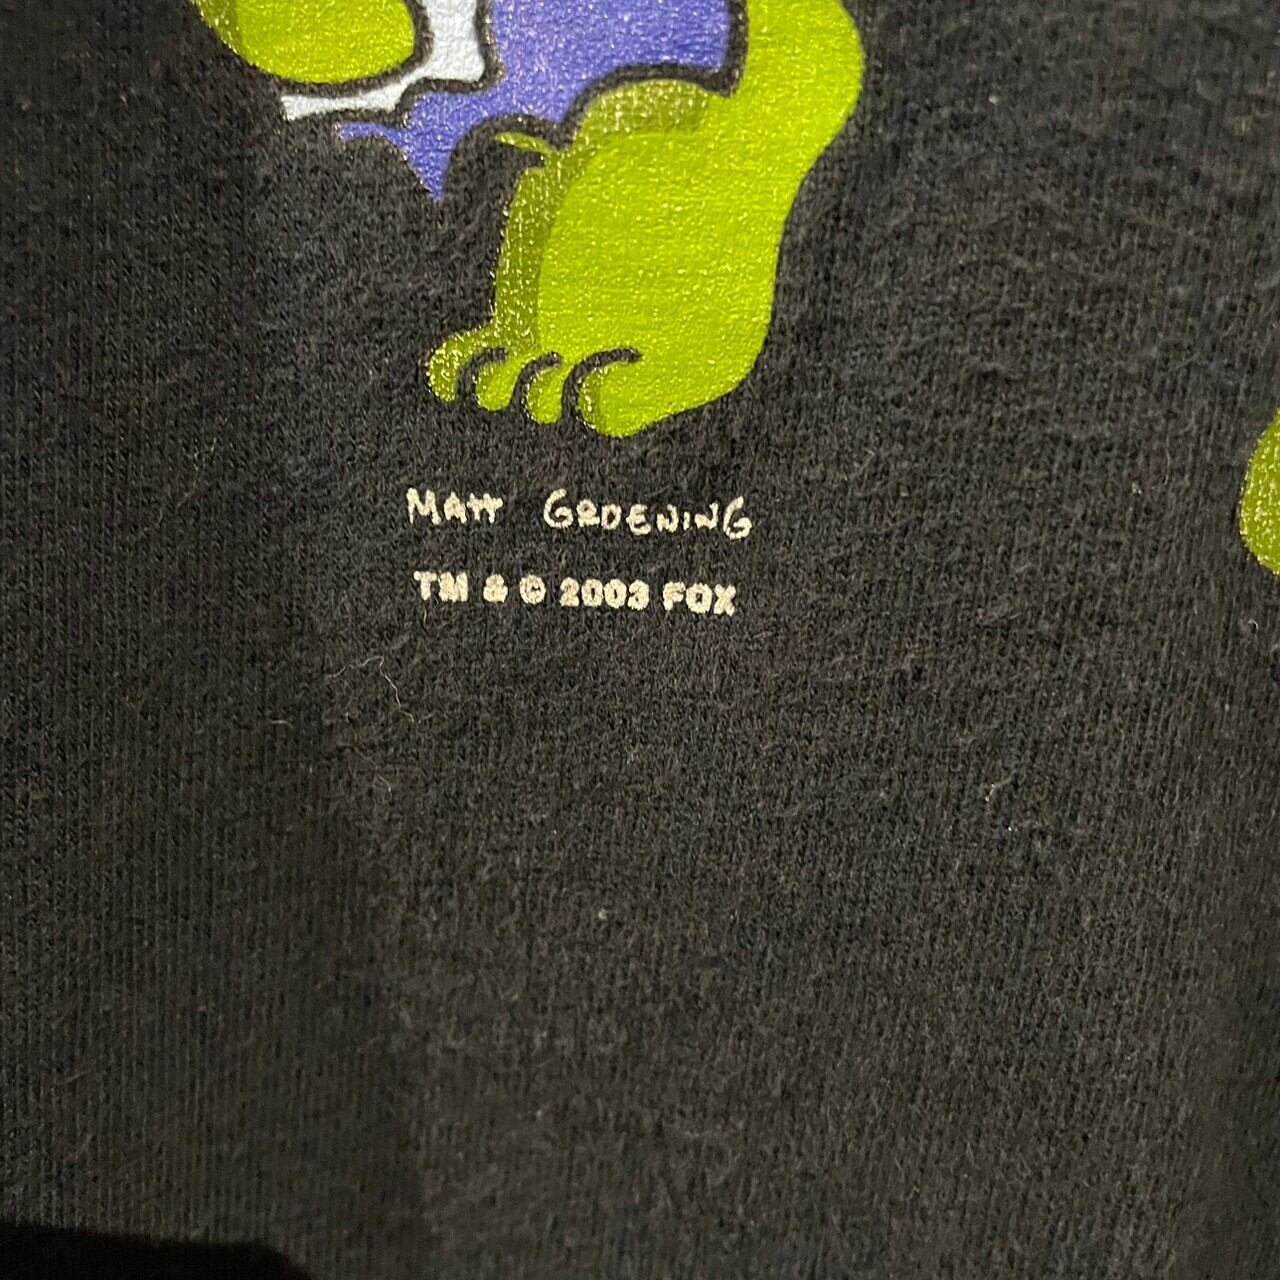 MATT GROENING
TM & © 2003 FOX